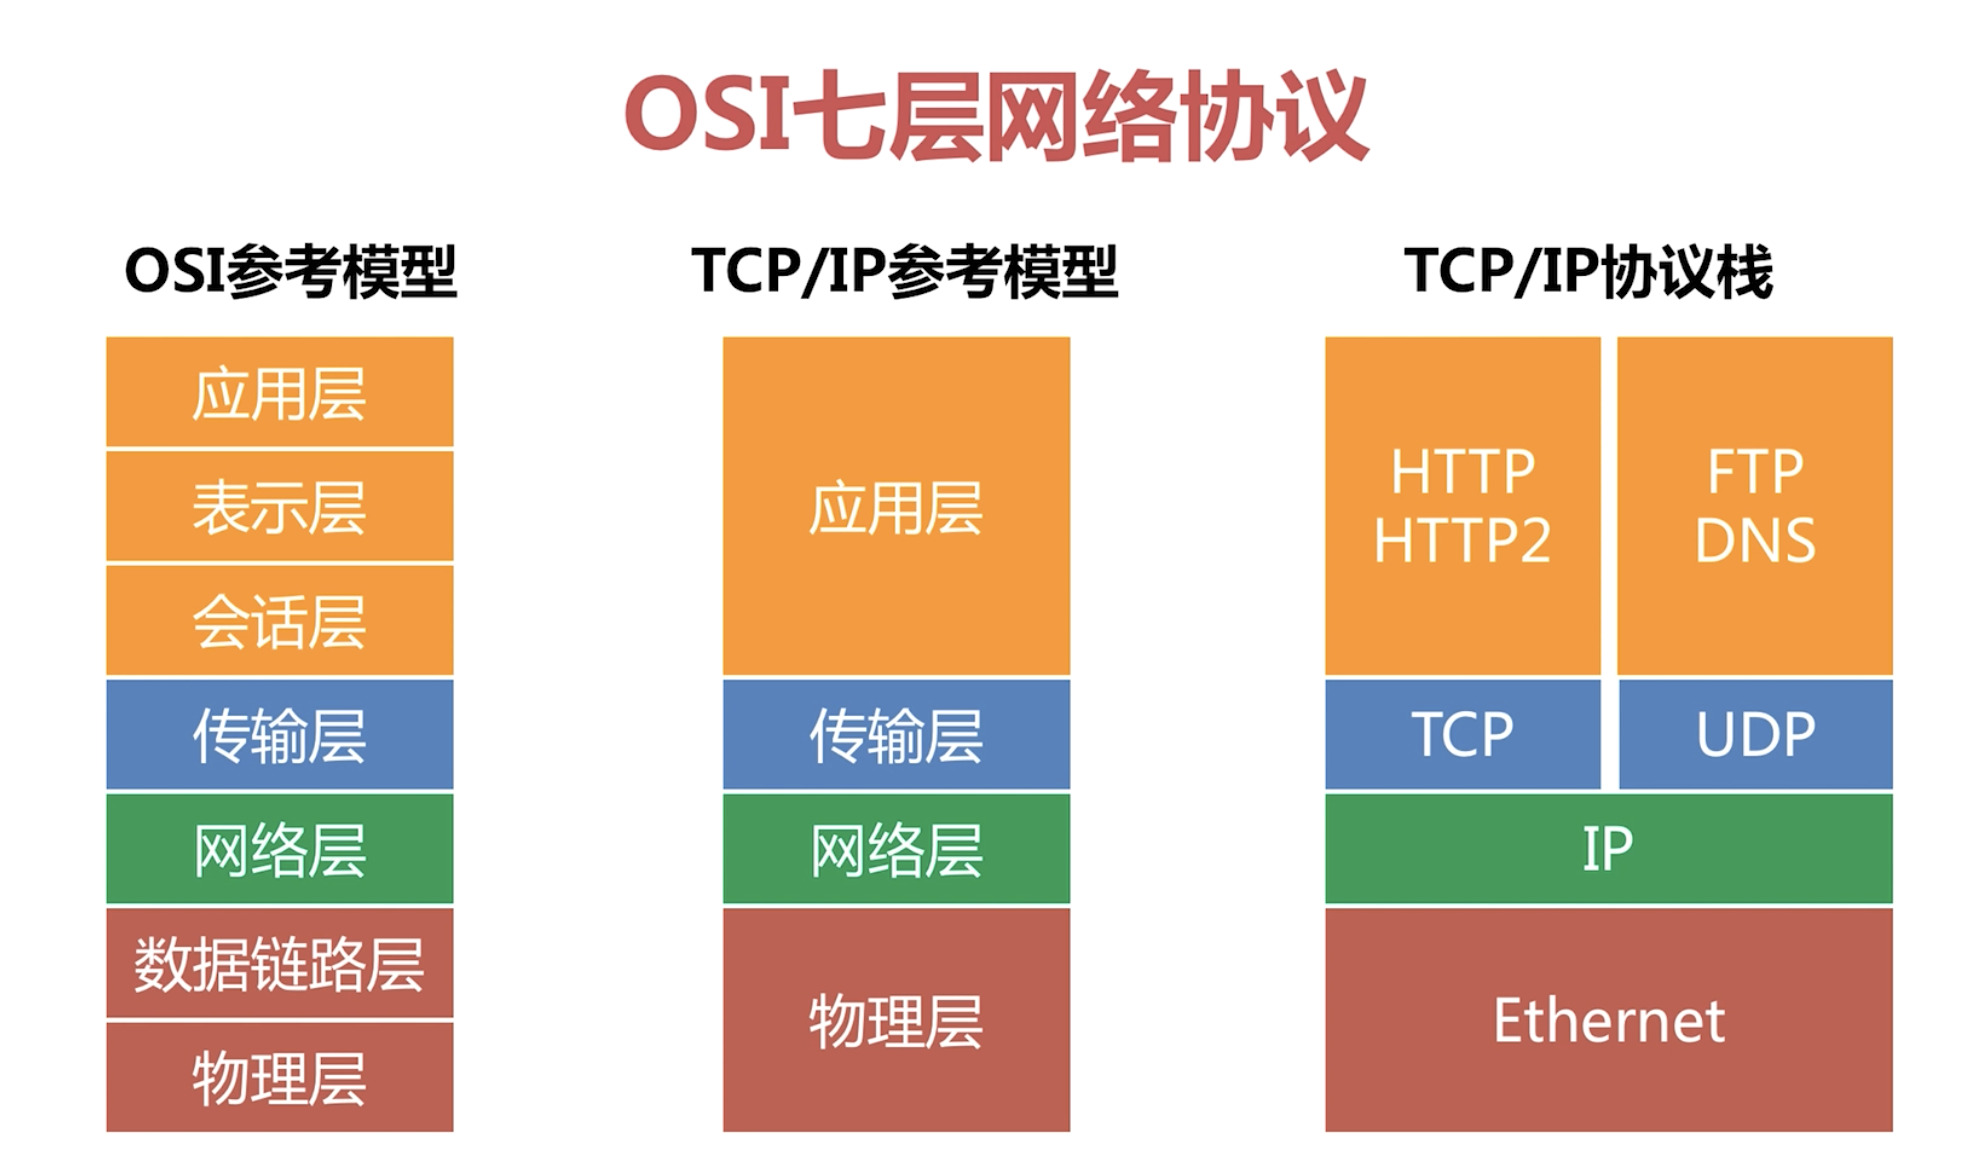 OSI七层网络协议
OSI参考模型
应用层
表示层
会话层
传输层
网络层
数据链路层
物理层
TCP/IP参考模型
应用层
传输层
网络层
物理层
TCP/IP协议栈
HTTP
HTTP2
FTP
DNS
TCP
UDP
IP
Ethernet